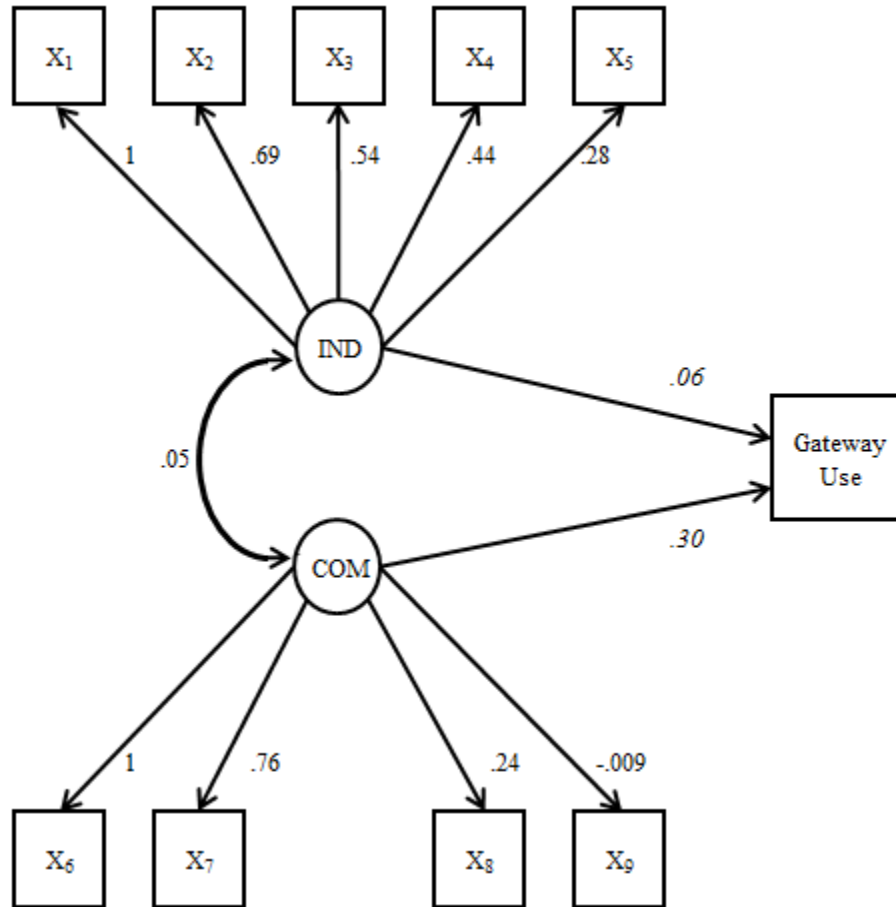 X₁ X₂ X₃ X₄ X₅
1 .69 .54 .44 .28
IND
.06
Gateway
Use
.05
.30
COM
1 .76 .24 -.009
X₆ X₇ X₈ X₉